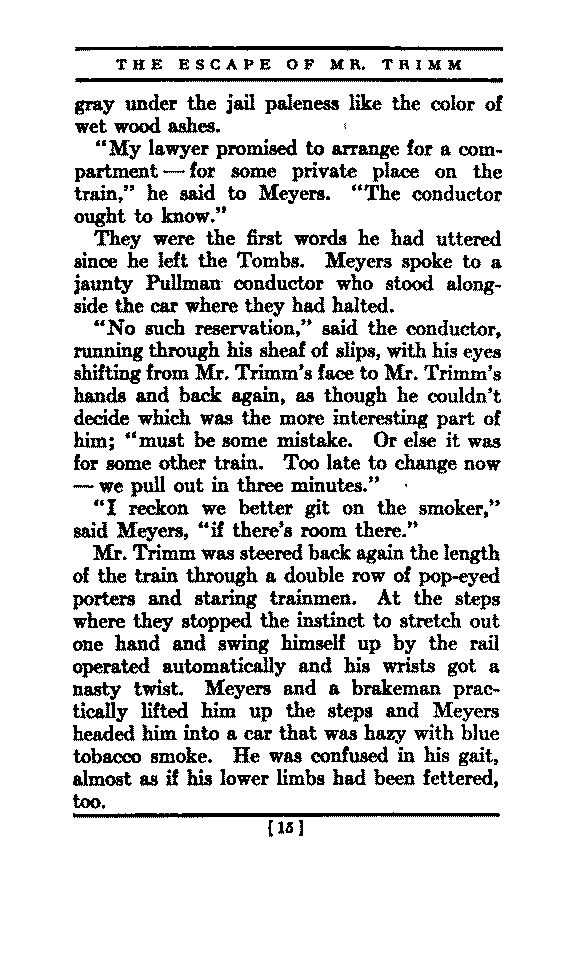 THE ESCAPE OF MR. TRIMM
gray under the jail paleness like the color of
wet wood ashes.
"My lawyer promised to arrange for a com-
partment — for some private place on the
train," he said to Meyers. "The conductor
ought to know."
They were the first words he had uttered
since he left the Tombs. Meyers spoke to a
jaunty Pullman conductor who stood along-
side the car where they had halted.
"No such reservation," said the conductor,
running through his sheaf of slips, with his eyes
shifting from Mr. Trimm's face to Mr. Trimm's
hands and back again, as though he couldn't
decide which was the more interesting part of
him; "must be some mistake. Or else it was
for some other train. Too late to change now
— we pull out in three minutes."
"I reckon we better git on the smoker,"
said Meyers, "if there's room there."
Mr. Trimm was steered back again the length
of the train through a double row of pop-eyed
porters and staring trainmen. At the steps
where they stopped the instinct to stretch out
one hand and swing himself up by the rail
operated automatically and his wrists got a
nasty twist. Meyers and a brakeman prac-
tically lifted him up the steps and Meyers
headed him into a car that was hazy with blue
tobacco smoke. He was confused in his gait,
almost as if his lower limbs had been fettered,
too.
[15]